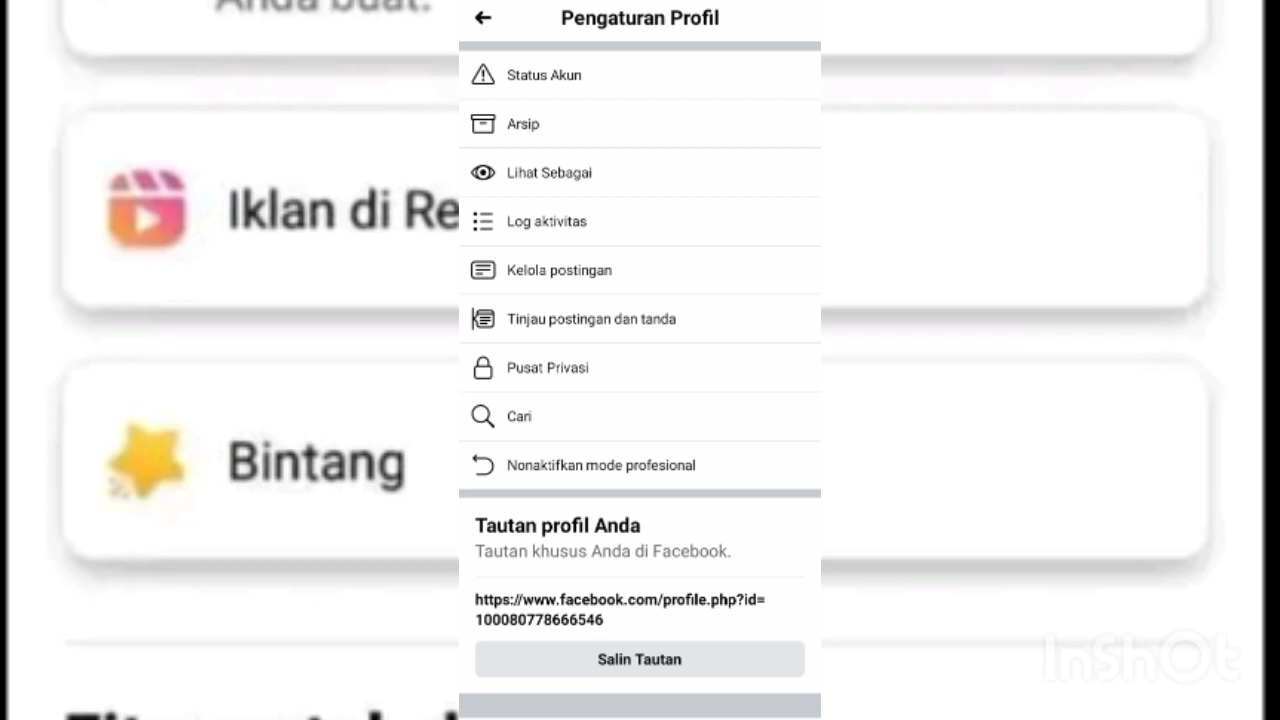 Anda buat.
Iklan di Re
Bintang
Pengaturan Profil
Status Akun
Arsip
Lihat Sebagai
Log aktivitas
Kelola postingan
Tinjau postingan dan tanda
Pusat Privasi
Cari
Nonaktifkan mode profesional
Tautan profil Anda
Tautan khusus Anda di Facebook.
https://www.facebook.com/profile.php?id=
100080778666546
Salin Tautan
InShOt